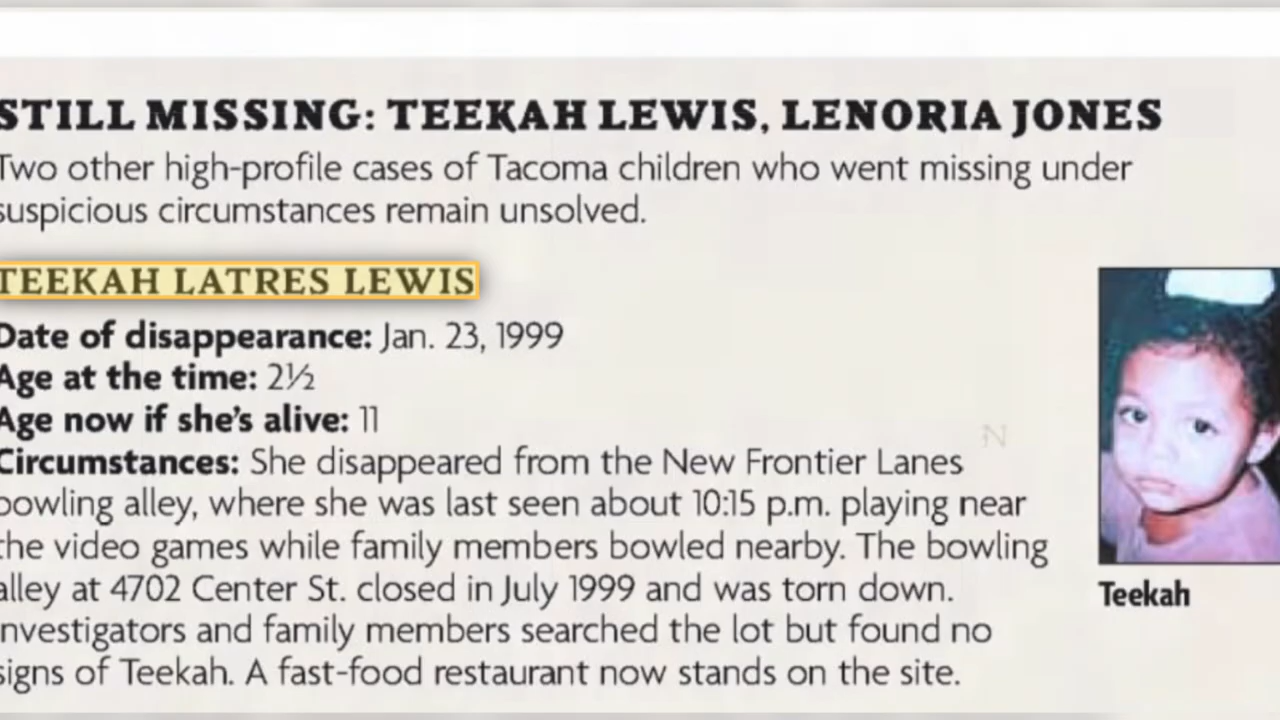 STILL MISSING: TEEKAH LEWIS, LENORIA JONES
Two other high-profile cases of Tacoma children who went missing under
suspicious circumstances remain unsolved.
TEEKAH LATRES LEWIS
Date of disappearance: Jan. 23, 1999
Age at the time: 2½
Age now if she's alive: 11
Circumstances: She disappeared from the New Frontier Lanes
bowling alley, where she was last seen about 10:15 p.m. playing near
the video games while family members bowled nearby. The bowling
alley at 4702 Center St. closed in July 1999 and was torn down.
Investigators and family members searched the lot but found no
signs of Teekah. A fast-food restaurant now stands on the site.
N
Teekah